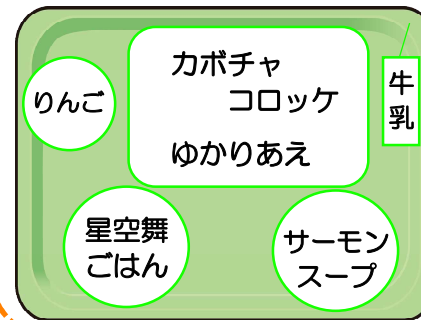 カボチャ
コロッケ
ゆかりあえ
りんご
牛
乳
星空舞
ごはん
サーモン
スープ